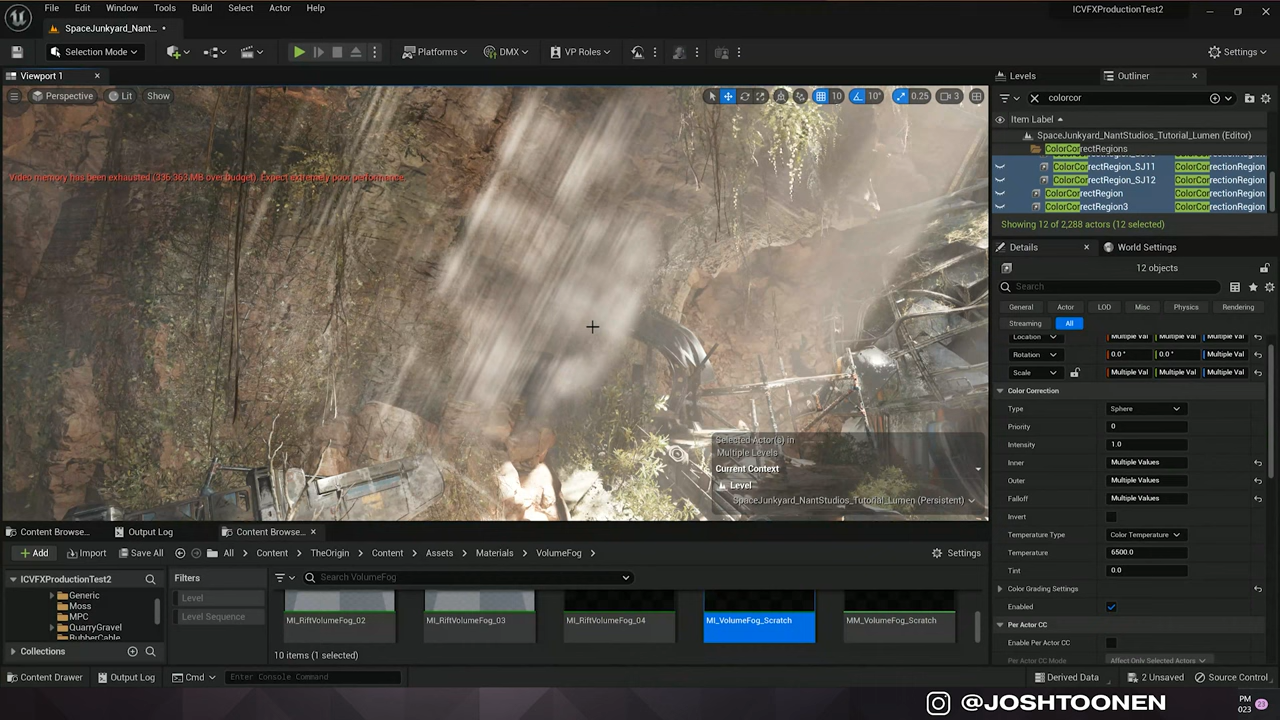 File Edit Window Tools Build Select Actor Help
ICVFXProductionTest2
SpaceJunkyard_Nant...
Selection Mode
Platforms
DMX
VP Roles
Settings
Viewport 1
Levels
Outliner
Perspective Lit Show
10 10° 0.25 3
colorcor
Item Label
SpaceJunkyard_NantStudios_Tutorial_Lumen (Editor)
ColorCorrectRegions
ColorCorrectRegion_SJ11 ColorCorrectionRegion
ColorCorrectRegion_SJ12 ColorCorrectionRegion
ColorCorrectRegion ColorCorrectionRegion
ColorCorrectRegion3 ColorCorrectionRegion
Showing 12 of 2,288 actors (12 selected)
Video memory has been exhausted (336.363 MB over budget). Expect extremely poor performance.
Details
World Settings
12 objects
Search
General Actor LOD Misc Physics Rendering
Streaming All
Location Multiple Val Multiple Val Multiple Val
Rotation 0.0 ° 0.0 ° Multiple Val
Scale Multiple Val Multiple Val Multiple Val
Color Correction
Type Sphere
Priority 0
Intensity 1.0
Inner Multiple Values
Outer Multiple Values
Falloff Multiple Values
Invert
Temperature Type Color Temperature
Temperature 6500.0
Tint 0.0
Color Grading Settings
Enabled
Per Actor CC
Enable Per Actor CC
Per Actor CC Mode Affect Only Selected Actors
Selected Actor(s) in
Multiple Levels
Current Context
Level
SpaceJunkyard_NantStudios_Tutorial_Lumen (Persistent)
Content Browse...
Output Log
Content Browse...
Add Import Save All All Content TheOrigin Content Assets Materials VolumeFog
Settings
ICVFXProductionTest2
Generic
Moss
MPC
QuarryGravel
RubberCable
Collections
Filters
Level
Level Sequence
Search VolumeFog
MI_RiftVolumeFog_02
MI_RiftVolumeFog_03
MI_RiftVolumeFog_04
MI_VolumeFog_Scratch
MM_VolumeFog_Scratch
10 items (1 selected)
Content Drawer
Output Log
Cmd
Enter Console Command
Derived Data
2 Unsaved
Source Control
@JOSHTOONEN
PM
023
23